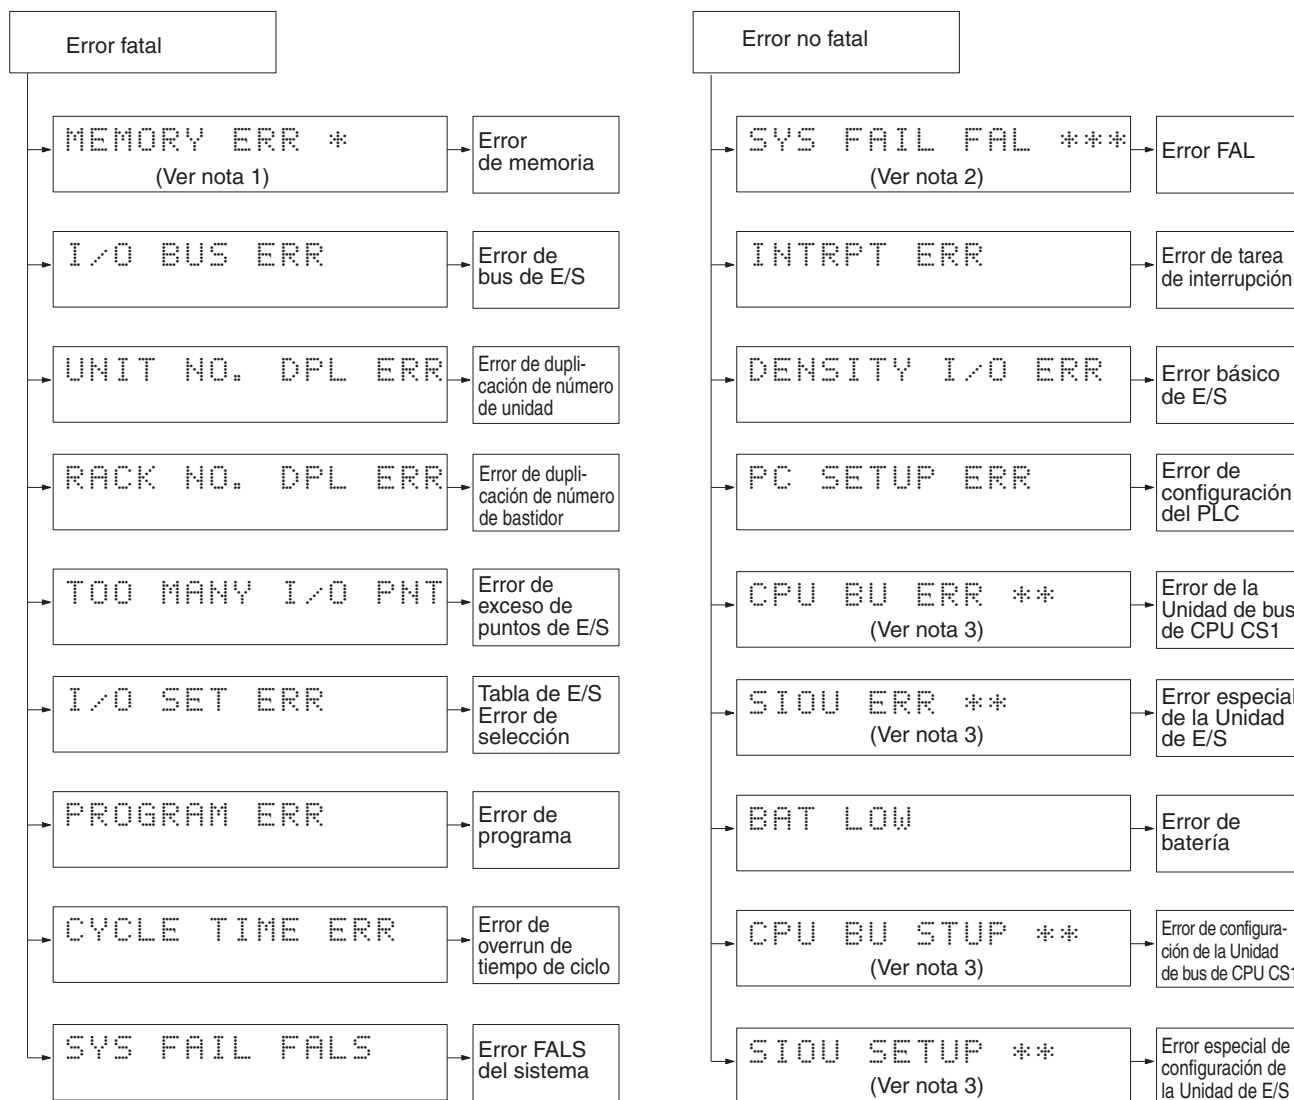 Error fatal
MEMORY ERR *
(Ver nota 1)
Error
de memoria
I/O BUS ERR
Error de
bus de E/S
UNIT NO. DPL ERR
Error de dupli-
cación de número
de unidad
RACK NO. DPL ERR
Error de dupli-
cación de número
de bastidor
TOO MANY I/O PNT
Error de
exceso de
puntos de E/S
I/O SET ERR
Tabla de E/S
Error de
selección
PROGRAM ERR
Error de
programa
CYCLE TIME ERR
Error de
overrun de
tiempo de ciclo
SYS FAIL FALS
Error FALS
del sistema
Error no fatal
SYS FAIL FAL ***
(Ver nota 2)
Error FAL
INTRPT ERR
Error de tarea
de interrupción
DENSITY I/O ERR
Error básico
de E/S
PC SETUP ERR
Error de
configuración
del PLC
CPU BU ERR **
(Ver nota 3)
Error de la
Unidad de bus
de CPU CS1
SIOU ERR **
(Ver nota 3)
Error especial
de la Unidad
de E/S
BAT LOW
Error de
batería
CPU BU STUP **
(Ver nota 3)
Error de configura-
ción de la Unidad
de bus de CPU CS1
SIOU SETUP **
(Ver nota 3)
Error especial de
configuración de
la Unidad de E/S